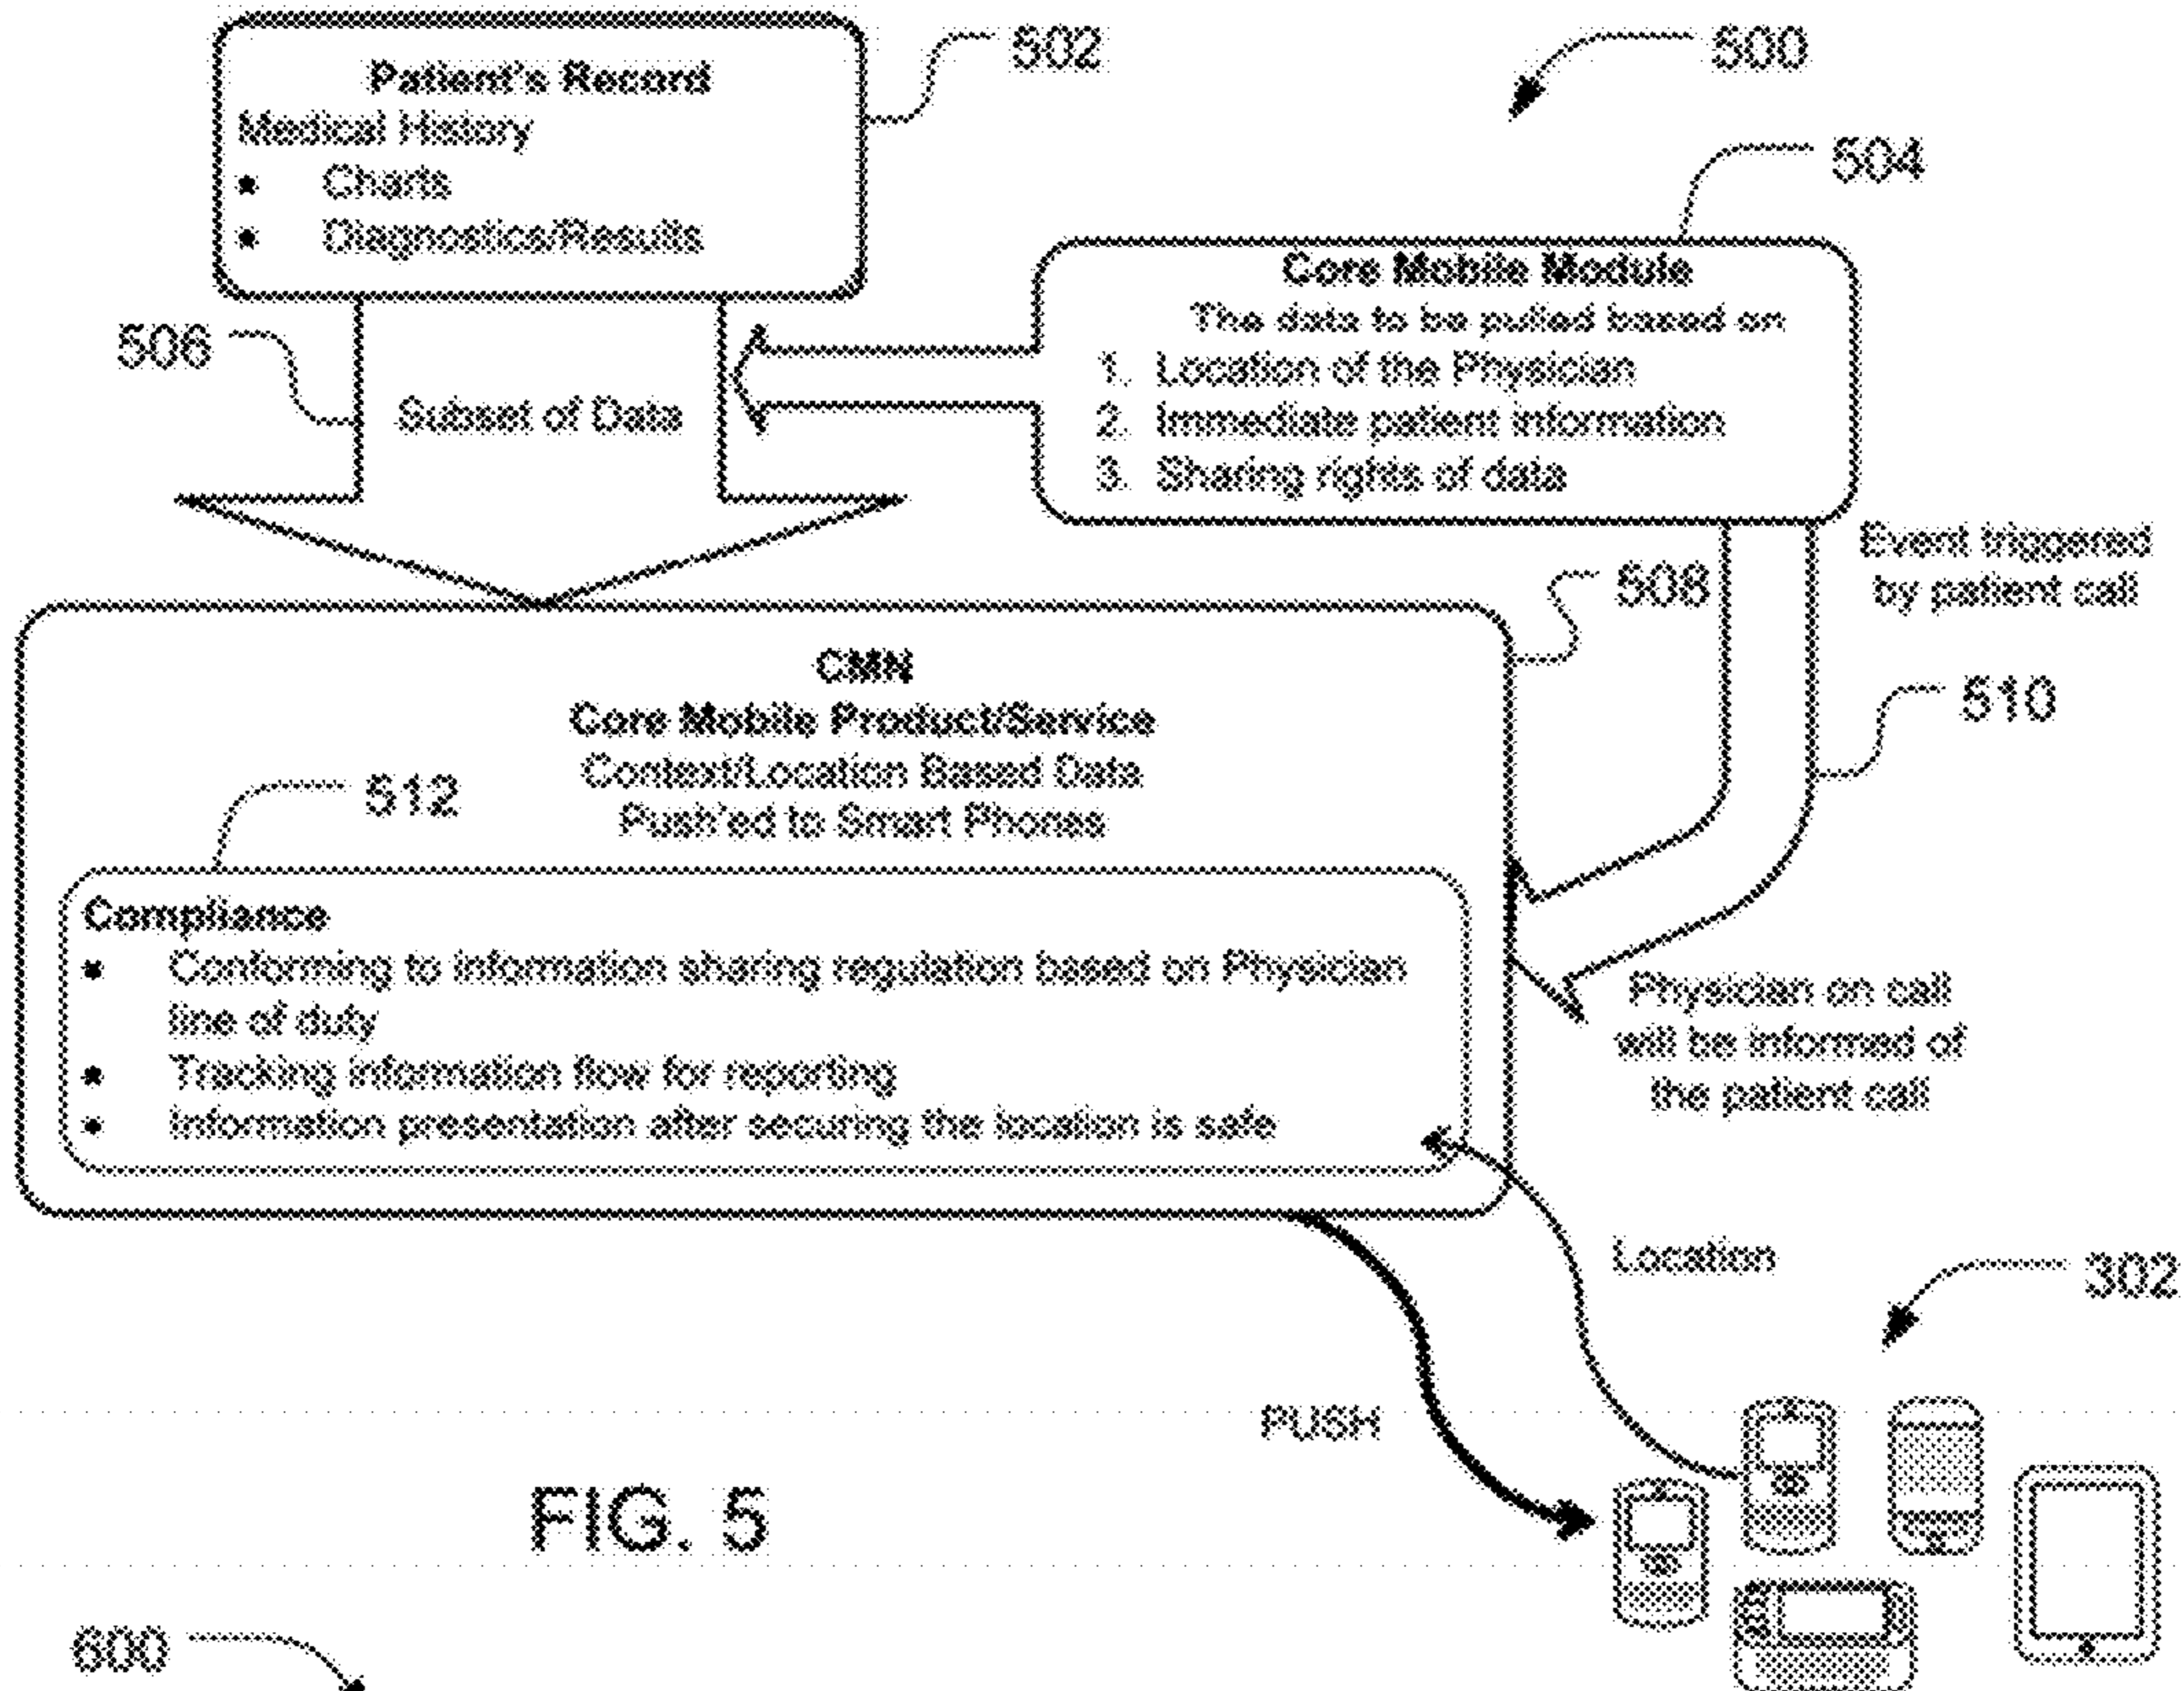 502
500
Patient's Record
Medical History
* Charts
* Diagnostics/Results
504
Core Mobile Module
The data to be pulled based on
1. Location of the Physician
2. Immediate patient information
3. Sharing rights of data
506
Subset of Data
Event triggered
by patient call
508
510
CMN
Core Mobile Product/Service
Context/Location Based Data
Push'ed to Smart Phones
512
Compliance
* Conforming to information sharing regulation based on Physician
line of duty
* Tracking information flow for reporting
* Information presentation after securing the location is safe
Physician on call
will be informed of
the patient call
Location
302
PUSH
FIG. 5
600